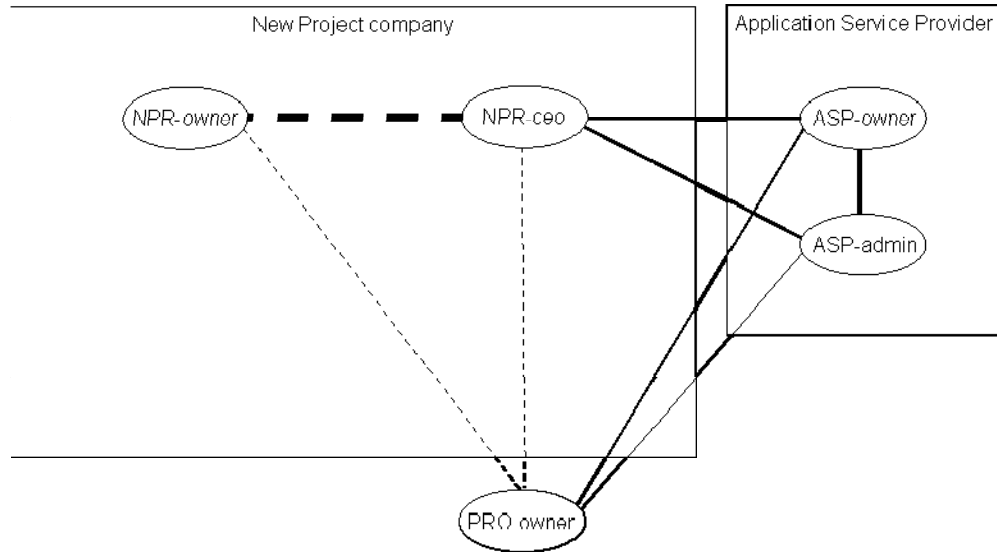 New Project company
Application Service Provider
NPR-owner
NPR-ceo
ASP-owner
ASP-admin
PRO owner